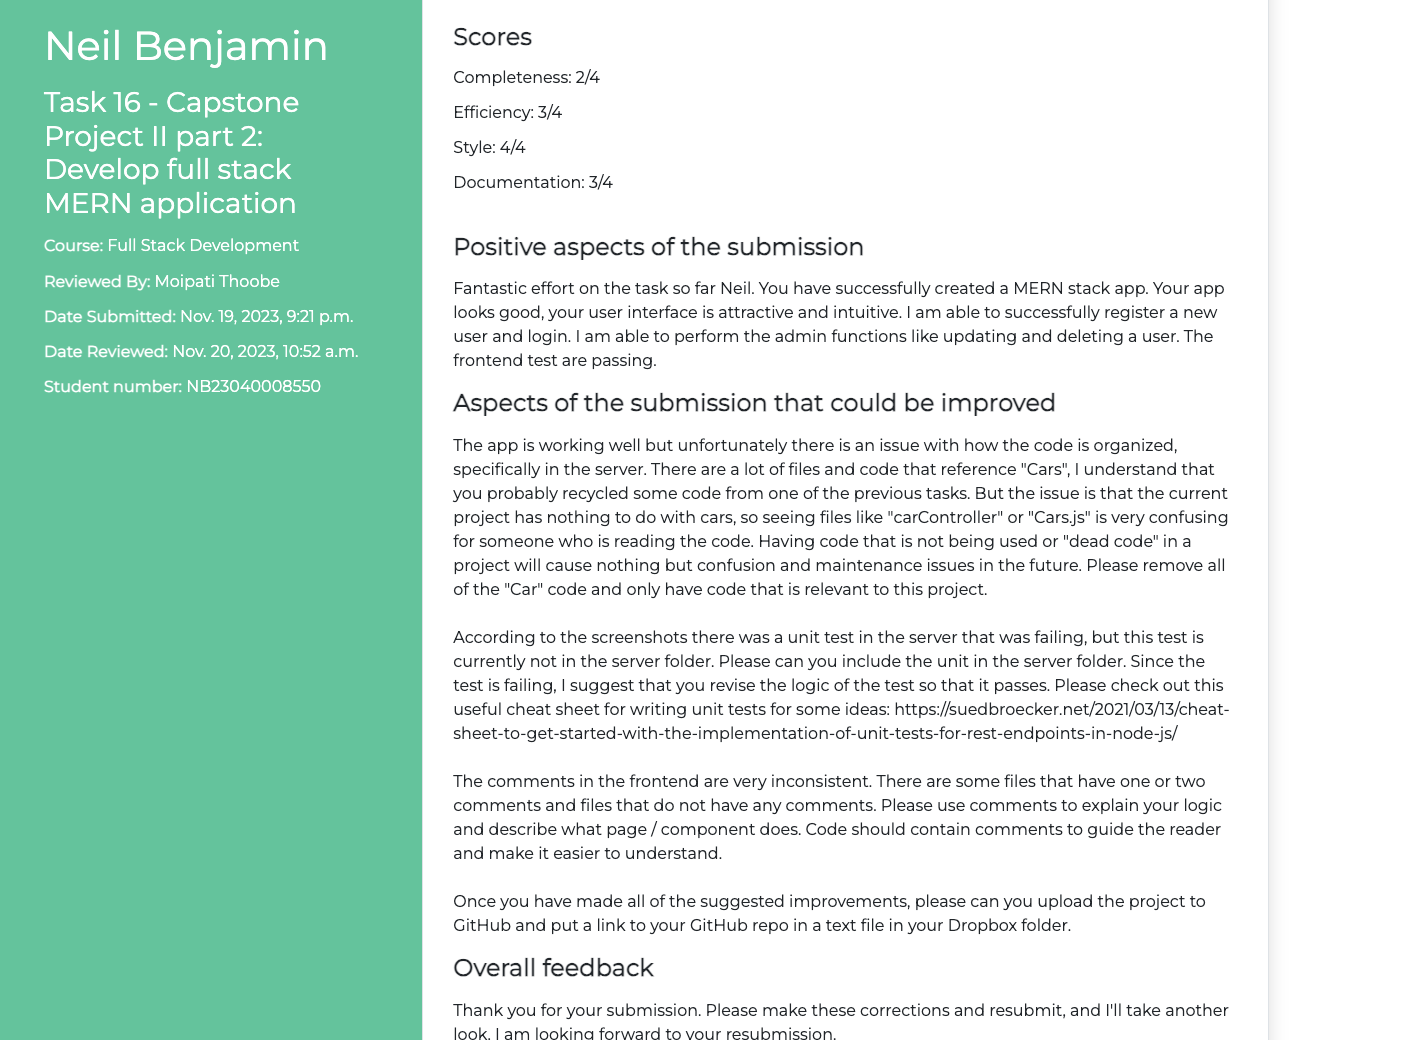 Neil Benjamin
Task 16 - Capstone
Project II part 2:
Develop full stack
MERN application
Course: Full Stack Development
Reviewed By: Moipati Thoobe
Date Submitted: Nov. 19, 2023, 9:21 p.m.
Date Reviewed: Nov. 20, 2023, 10:52 a.m.
Student number: NB23040008550
Scores
Completeness: 2/4
Efficiency: 3/4
Style: 4/4
Documentation: 3/4
Positive aspects of the submission
Fantastic effort on the task so far Neil. You have successfully created a MERN stack app. Your app
looks good, your user interface is attractive and intuitive. I am able to successfully register a new
user and login. I am able to perform the admin functions like updating and deleting a user. The
frontend test are passing.
Aspects of the submission that could be improved
The app is working well but unfortunately there is an issue with how the code is organized,
specifically in the server. There are a lot of files and code that reference "Cars", I understand that
you probably recycled some code from one of the previous tasks. But the issue is that the current
project has nothing to do with cars, so seeing files like "carController" or "Cars.js" is very confusing
for someone who is reading the code. Having code that is not being used or "dead code" in a
project will cause nothing but confusion and maintenance issues in the future. Please remove all
of the "Car" code and only have code that is relevant to this project.
According to the screenshots there was a unit test in the server that was failing, but this test is
currently not in the server folder. Please can you include the unit in the server folder. Since the
test is failing, I suggest that you revise the logic of the test so that it passes. Please check out this
useful cheat sheet for writing unit tests for some ideas: https://suedbroecker.net/2021/03/13/cheat-
sheet-to-get-started-with-the-implementation-of-unit-tests-for-rest-endpoints-in-node-js/
The comments in the frontend are very inconsistent. There are some files that have one or two
comments and files that do not have any comments. Please use comments to explain your logic
and describe what page / component does. Code should contain comments to guide the reader
and make it easier to understand.
Once you have made all of the suggested improvements, please can you upload the project to
GitHub and put a link to your GitHub repo in a text file in your Dropbox folder.
Overall feedback
Thank you for your submission. Please make these corrections and resubmit, and I'll take another
look. I am looking forward to your resubmission.